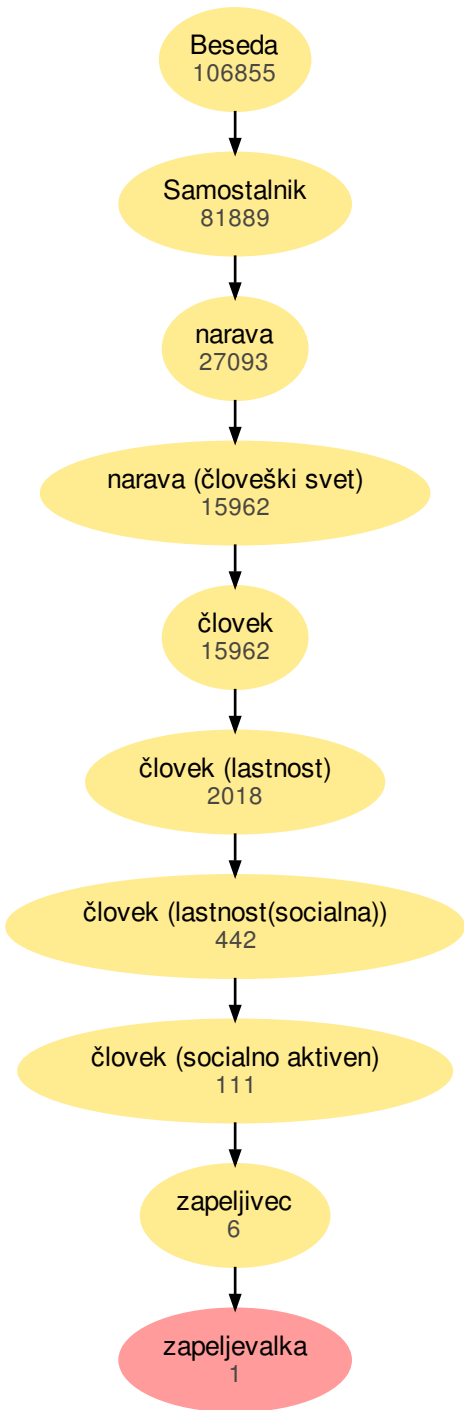 Beseda
106855
Samostalnik
81889
narava
27093
narava (človeški svet)
15962
človek
15962
človek (lastnost)
2018
človek (lastnost(socialna))
442
človek (socialno aktiven)
111
zapeljivec
6
zapeljevalka
1